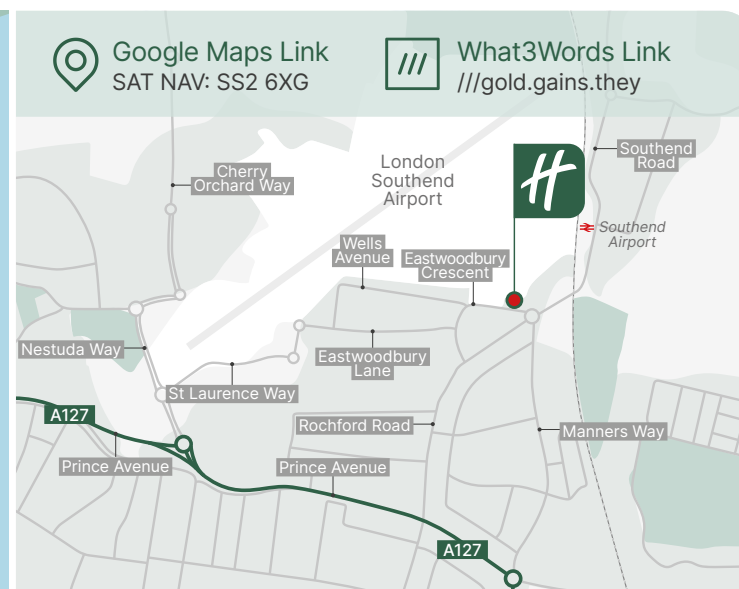 Google Maps Link
SAT NAV: SS2 6XG
What3Words Link
///gold.gains.they
Cherry
Orchard Way
London
Southend
Airport
H
Southend
Road
Southend
Airport
Wells
Avenue
Eastwoodbury
Crescent
Nestuda Way
Eastwoodbury
Lane
St Laurence Way
A127
Rochford Road
Manners Way
Prince Avenue
Prince Avenue
A127